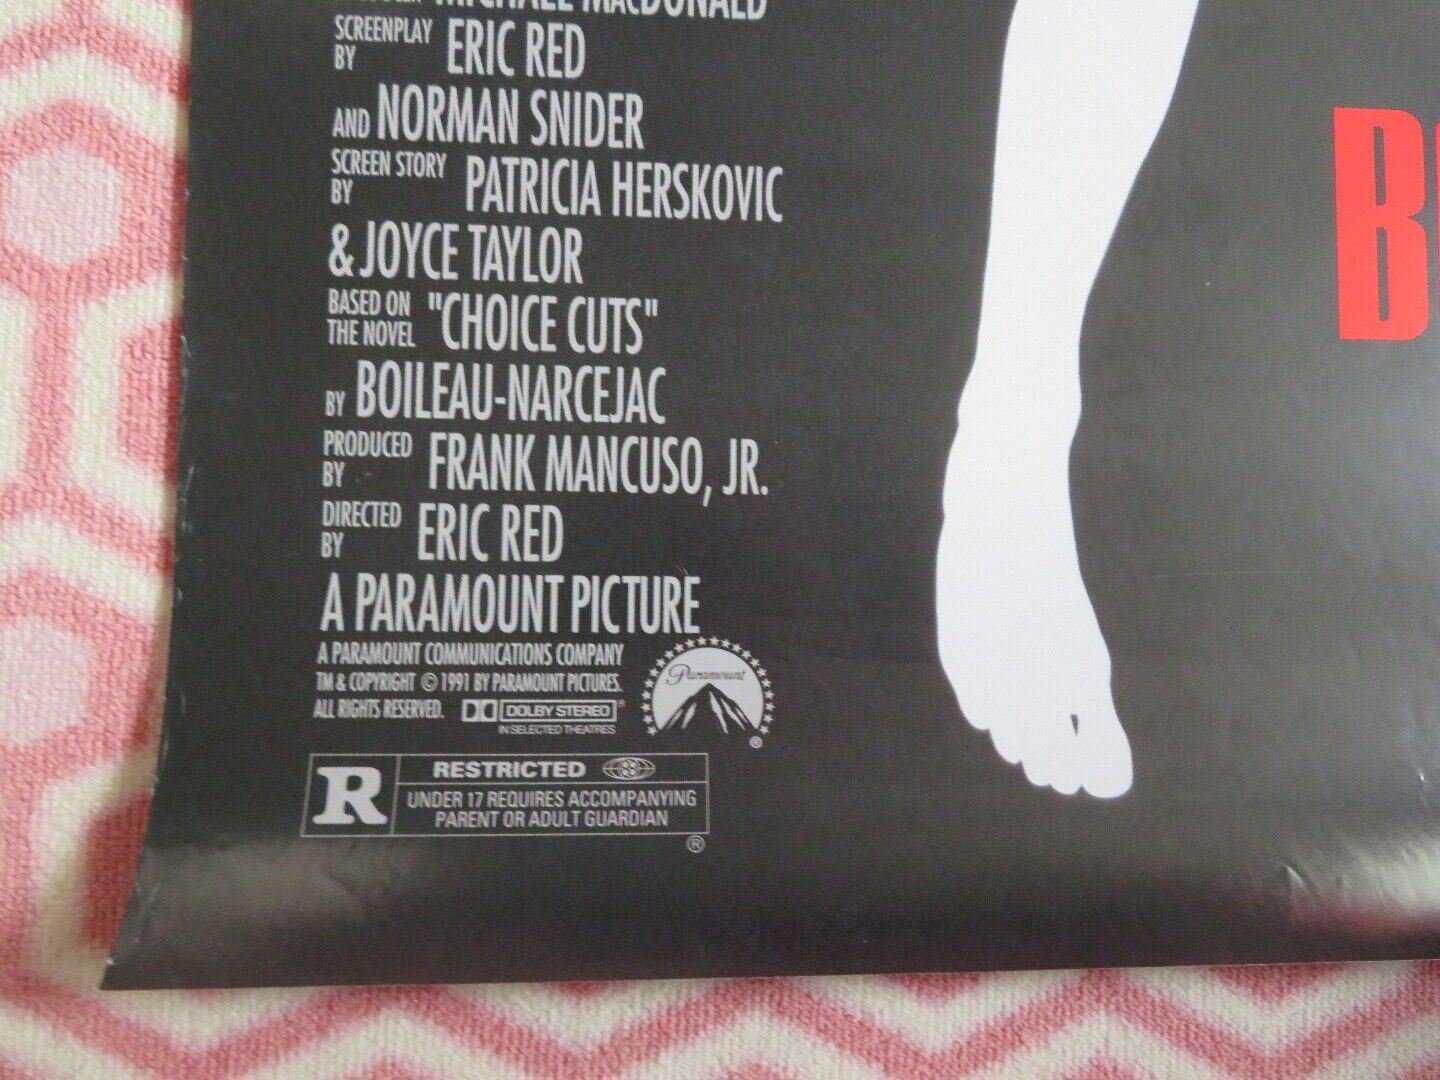 MICHAEL MACDONALD
SCREENPLAY BY ERIC RED
AND NORMAN SNIDER
SCREEN STORY BY PATRICIA HERSKOVIC
& JOYCE TAYLOR
BASED ON THE NOVEL "CHOICE CUTS"
BY BOILEAU-NARCEJAC
PRODUCED BY FRANK MANCUSO, JR.
DIRECTED BY ERIC RED
A PARAMOUNT PICTURE
A PARAMOUNT COMMUNICATIONS COMPANY
TM & COPYRIGHT © 1991 BY PARAMOUNT PICTURES.
ALL RIGHTS RESERVED. DOLBY STEREO ®
IN SELECTED THEATRES
Paramount ®
R RESTRICTED
UNDER 17 REQUIRES ACCOMPANYING
PARENT OR ADULT GUARDIAN
®
B